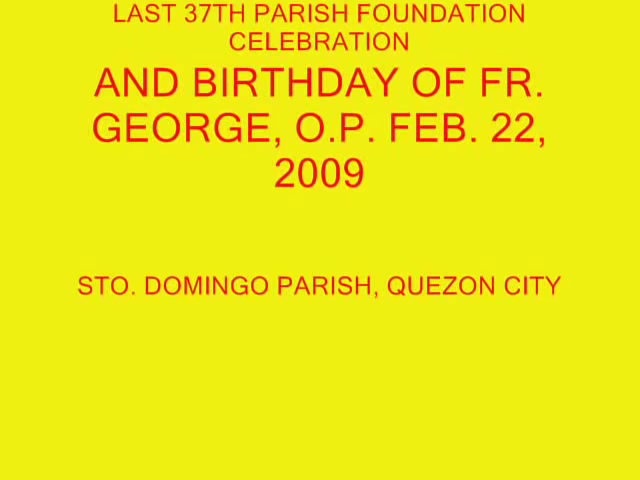 LAST 37TH PARISH FOUNDATION
CELEBRATION
AND BIRTHDAY OF FR.
GEORGE, O.P. FEB. 22,
2009
STO. DOMINGO PARISH, QUEZON CITY